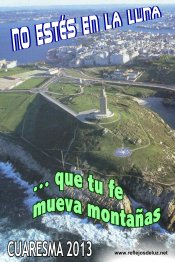 NO ESTÉS EN LA LUNA
... que tu fe
mueva montañas
CUARESMA 2013
www.reflejosdeluz.net